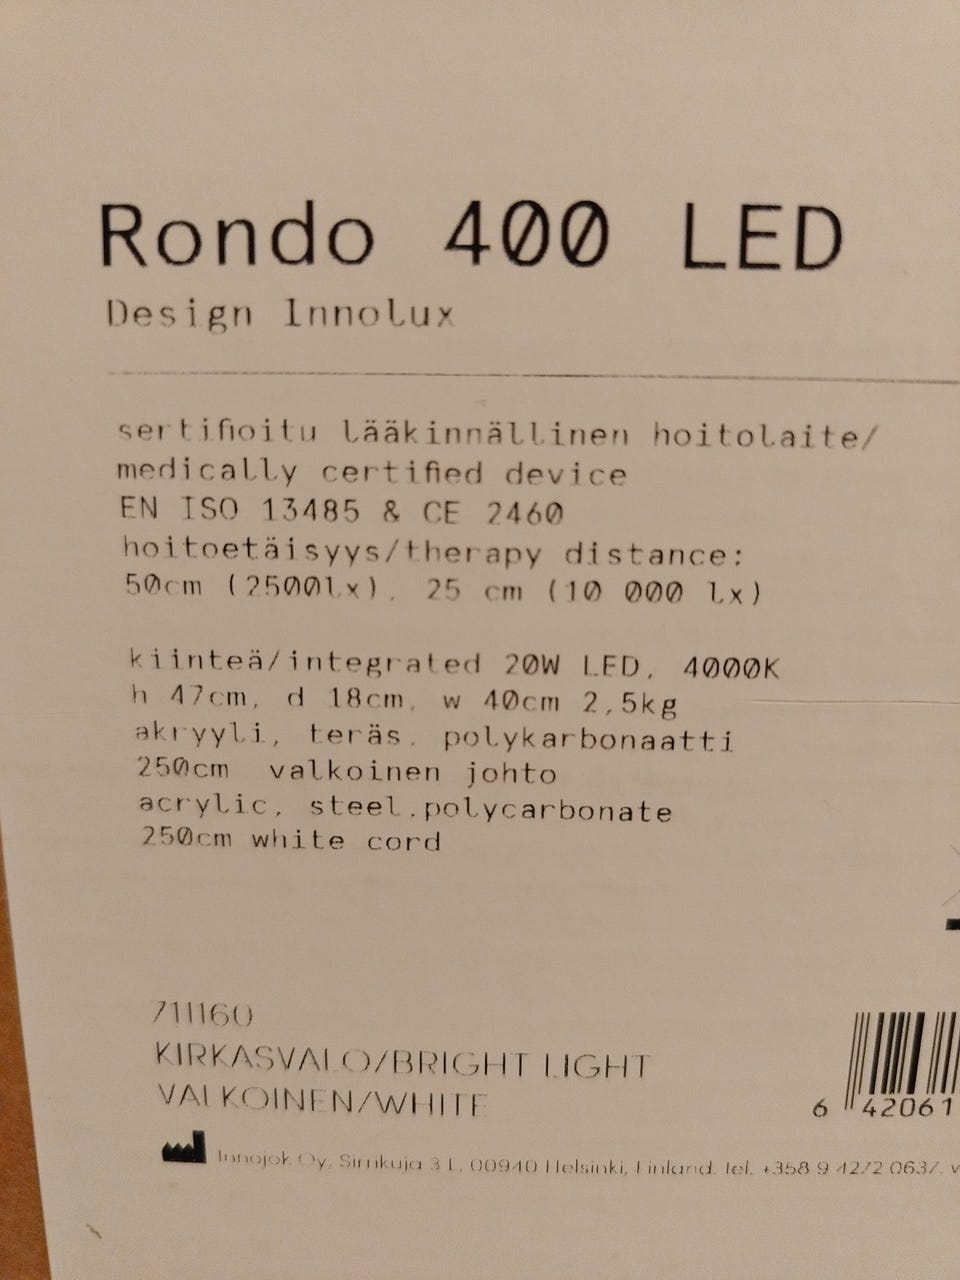 Rondo 400 LED
Design Innolux
sertifioitu lääkinnällinen hoitolaite/
medically certified device
EN ISO 13485 & CE 2460
hoitoetäisyys/therapy distance:
50cm (2500lx), 25 cm (10 000 lx)
kiinteä/integrated 20W LED, 4000K
h 47cm, d 18cm, w 40cm 2,5kg
akryyli, teräs, polykarbonaatti
250cm valkoinen johto
acrylic, steel,polycarbonate
250cm white cord
711160
KIRKASVALO/BRIGHT LIGHT
VALKOINEN/WHITE
6 42061
Innojok Oy, Sirrikuja 3 L, 00940 Helsinki, Finland. Tel. +358 9 4272 0637.